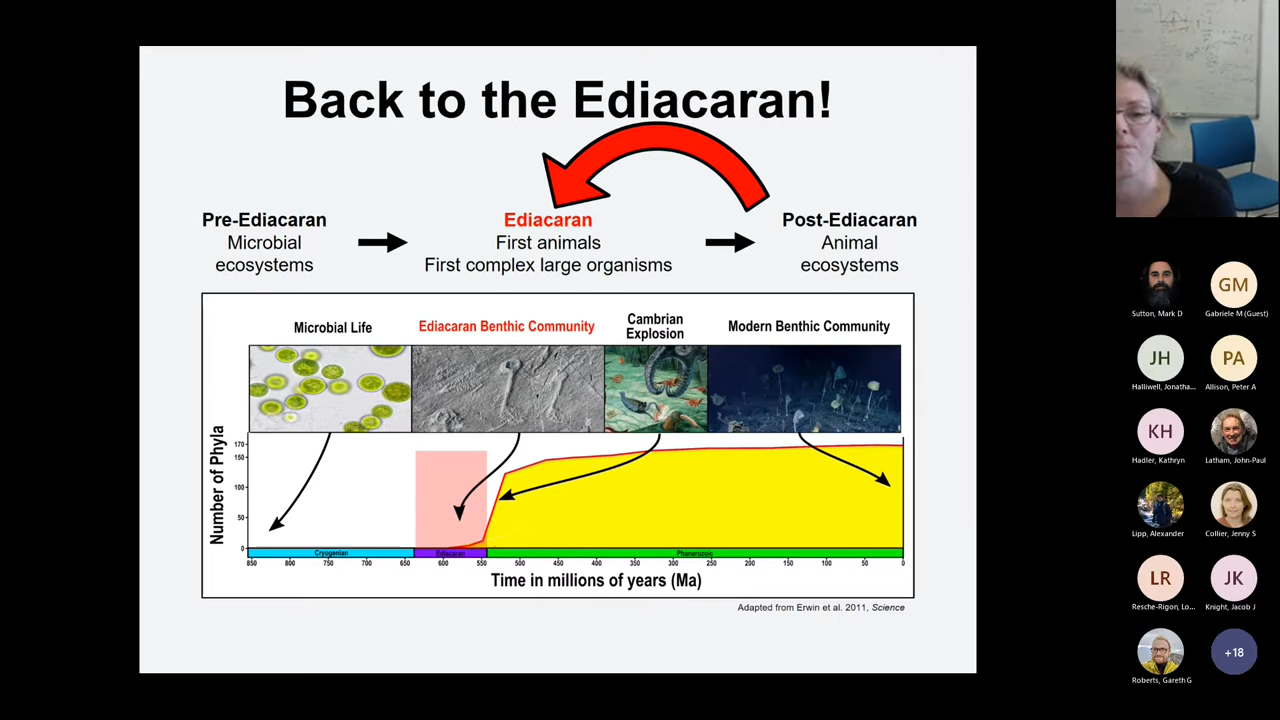 Back to the Ediacaran!
Pre-Ediacaran
Microbial
ecosystems
Ediacaran
First animals
First complex large organisms
Post-Ediacaran
Animal
ecosystems
Microbial Life
Ediacaran Benthic Community
Cambrian
Explosion
Modern Benthic Community
Number of Phyla
170
150
100
50
0
Cryogenian
Ediacaran
Phanerozoic
850 800 750 700 650 600 550 500 450 400 350 300 250 200 150 100 50 0
Time in millions of years (Ma)
Adapted from Erwin et al. 2011, Science
Sutton, Mark D
GM
Gabriele M (Guest)
JH
Halliwell, Jonatha...
PA
Allison, Peter A
KH
Hadler, Kathryn
Latham, John-Paul
Lipp, Alexander
Collier, Jenny S
LR
Resche-Rigon, Lo...
JK
Knight, Jacob J
Roberts, Gareth G
+18